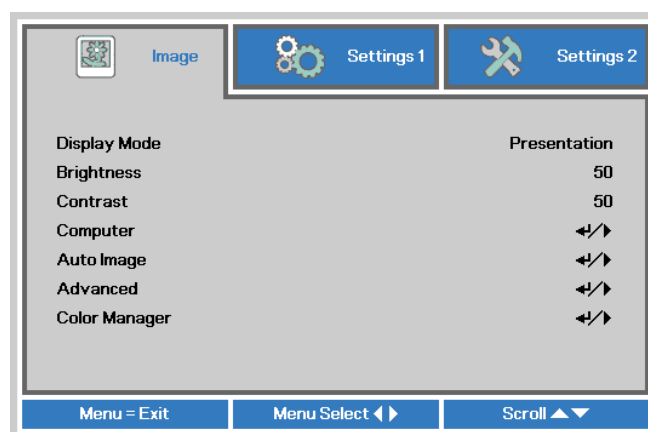 Image Settings 1 Settings 2
Display Mode Presentation
Brightness 50
Contrast 50
Computer ↵/▶
Auto Image ↵/▶
Advanced ↵/▶
Color Manager ↵/▶
Menu = Exit Menu Select ◀▶ Scroll ▲▼